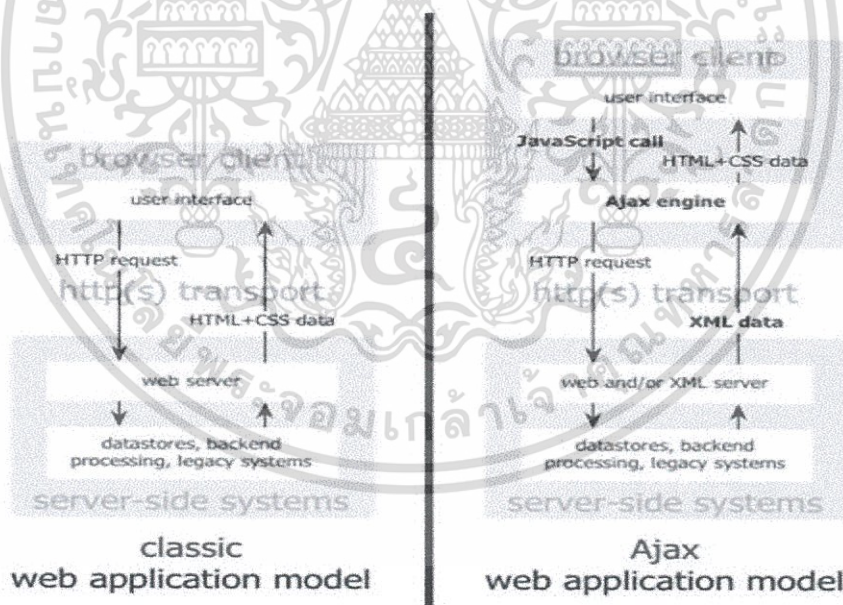 browser client
user interface
HTTP request
http(s) transport
HTML+CSS data
web server
datastores, backend
processing, legacy systems
server-side systems
classic
web application model
browser client
user interface
JavaScript call
HTML+CSS data
Ajax engine
HTTP request
http(s) transport
XML data
web and/or XML server
datastores, backend
processing, legacy systems
server-side systems
Ajax
web application model